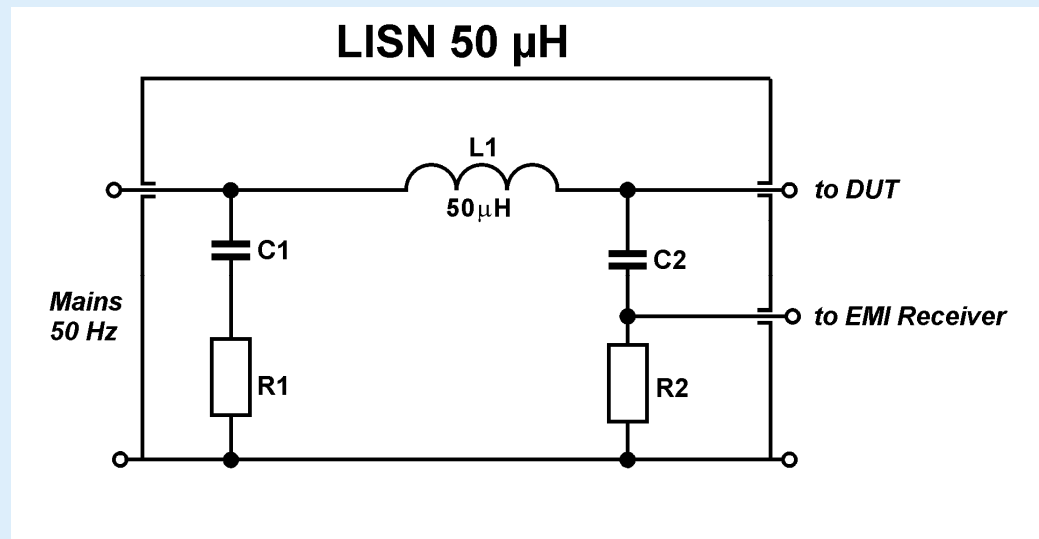 LISN 50 µH
L1
50µH
to DUT
C1
C2
Mains
50 Hz
to EMI Receiver
R1
R2